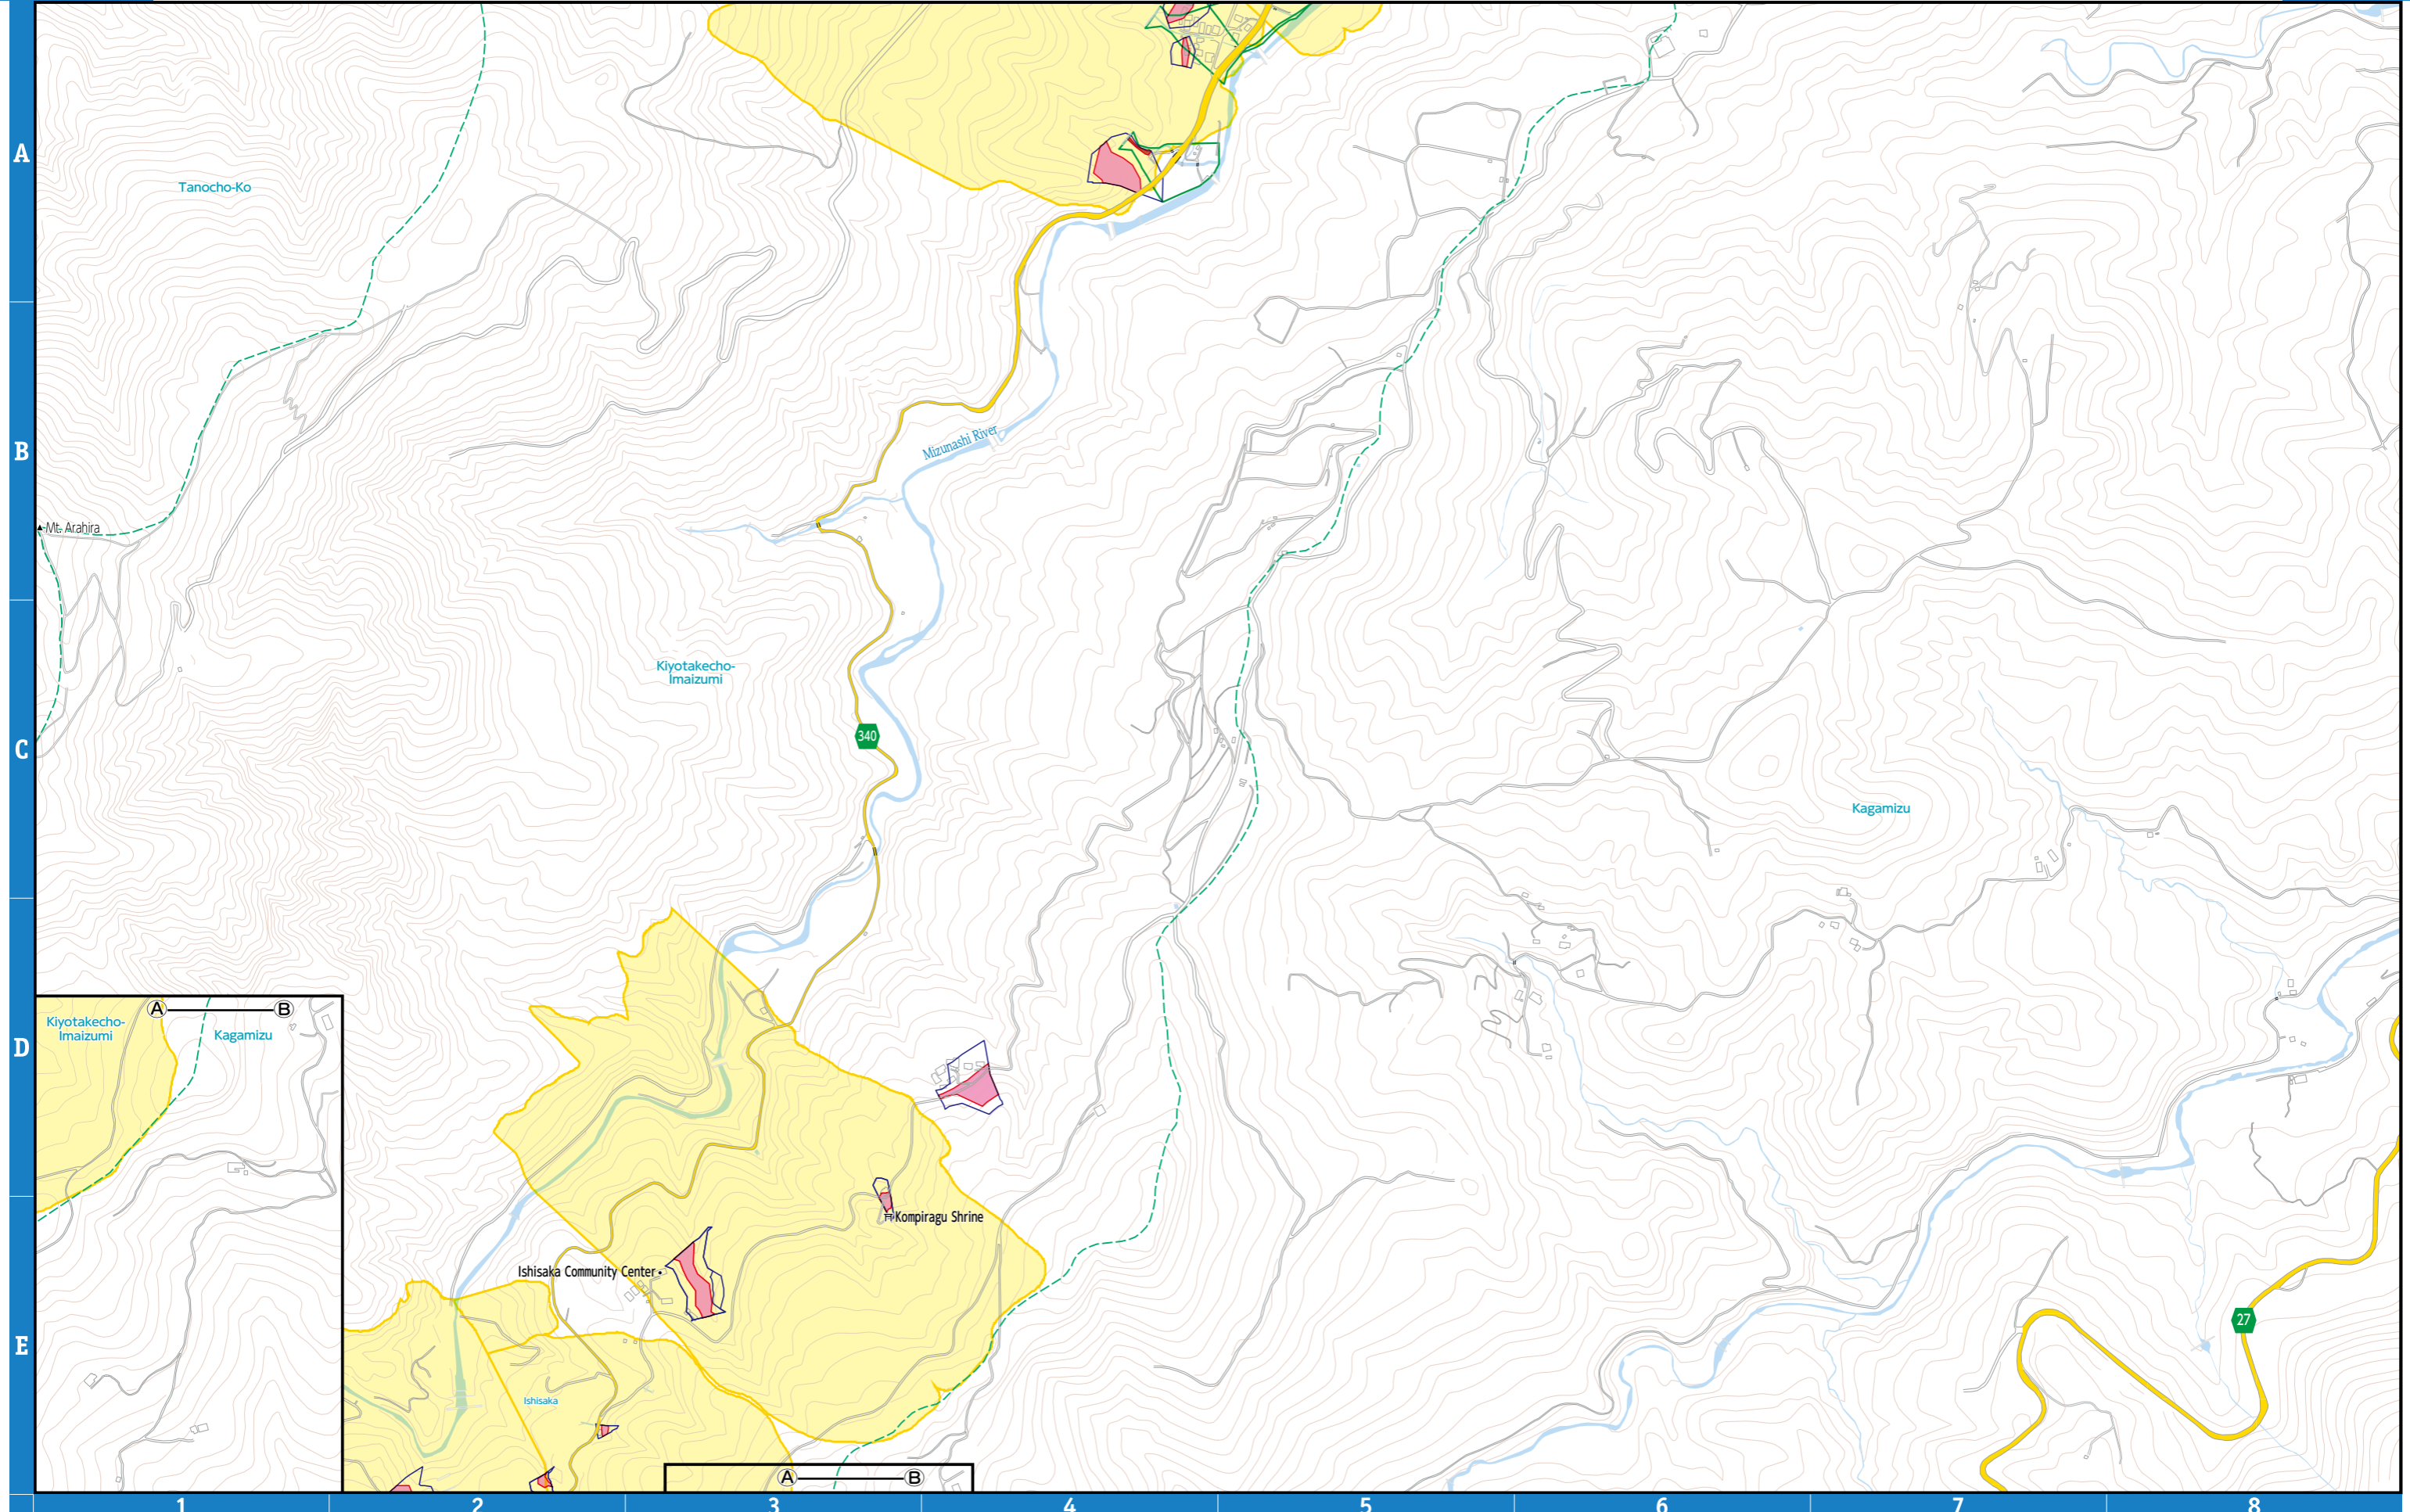 A
Tanocho-Ko
B
Mizunashi River
Mt. Arahira
Kiyotakecho-
Imaizumi
C
340
Kagamizu
D
A B
Kiyotakecho-
Imaizumi
Kagamizu
Kompiragu Shrine
Ishisaka Community Center
E
27
Ishisaka
A B
1 2 3 4 5 6 7 8